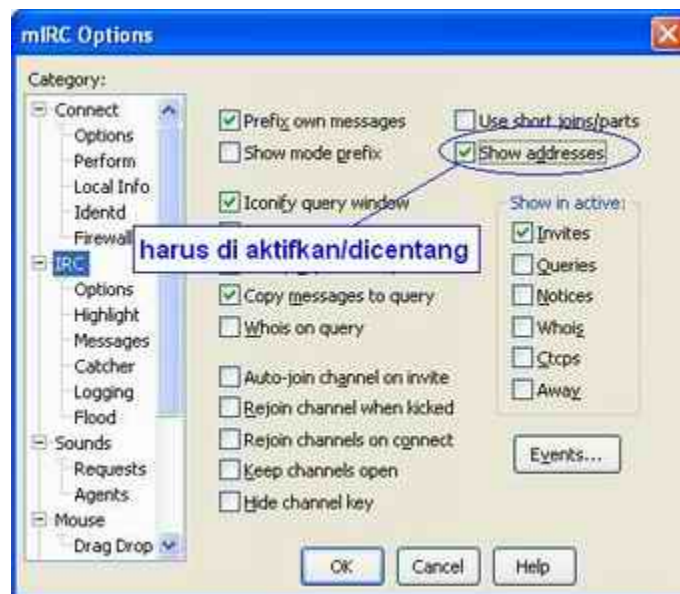 mIRC Options
Category:
Connect
Options
Perform
Local Info
Identd
Firewall
IRC
Options
Highlight
Messages
Catcher
Logging
Flood
Sounds
Requests
Agents
Mouse
Drag Drop
Prefix own messages
Show mode prefix
Iconify query window
harus di aktifkan/dicentang
Copy messages to query
Whois on query
Auto-join channel on invite
Rejoin channel when kicked
Rejoin channels on connect
Keep channels open
Hide channel key
Use short joins/parts
Show addresses
Show in active:
Invites
Queries
Notices
Whois
Ctcps
Away
Events...
OK
Cancel
Help